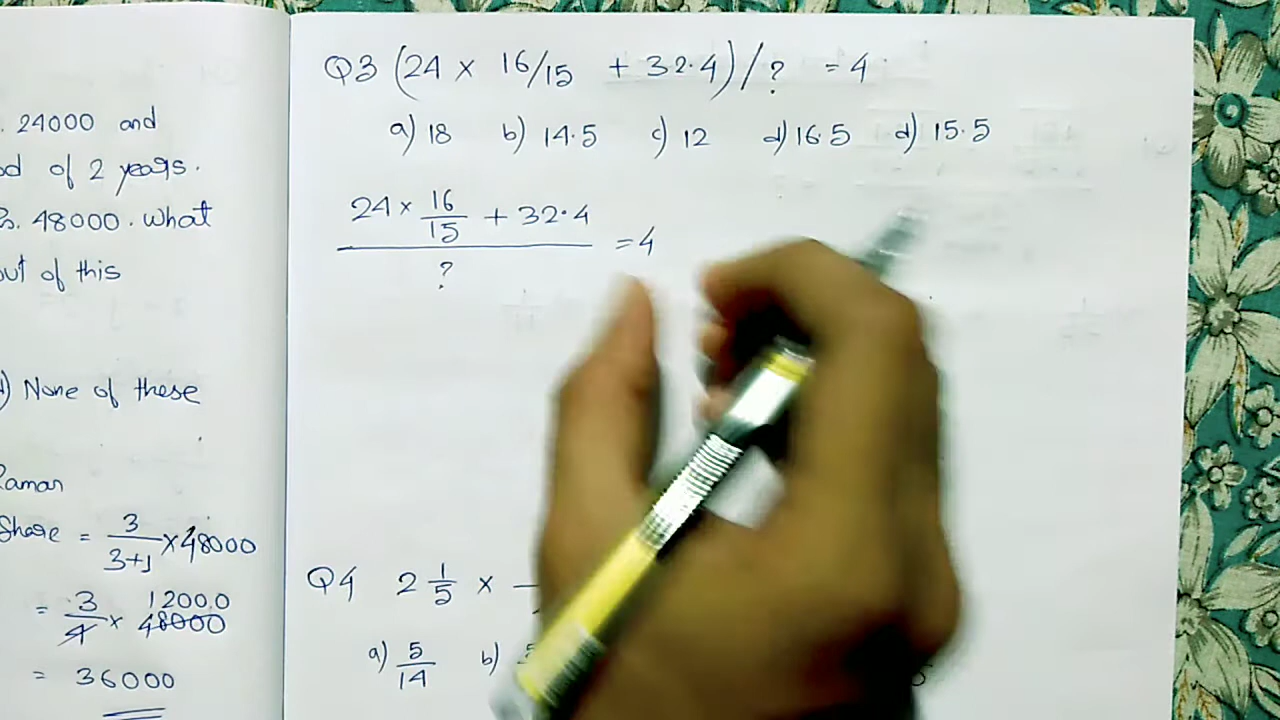 . 24000 and
od of 2 years.
Rs. 48000. What
out of this
d) None of these
Raman
Share = 3/(3+1) × 48000
12000
= 3/4 × 48000
= 36000
Q3 (24 × 16/15 + 32.4) / ? = 4
a) 18 b) 14.5 c) 12 d) 16.5 d) 15.5
24 × 16/15 + 32.4
= 4
?
Q4 2 1/5 ×
a) 5/14 b)